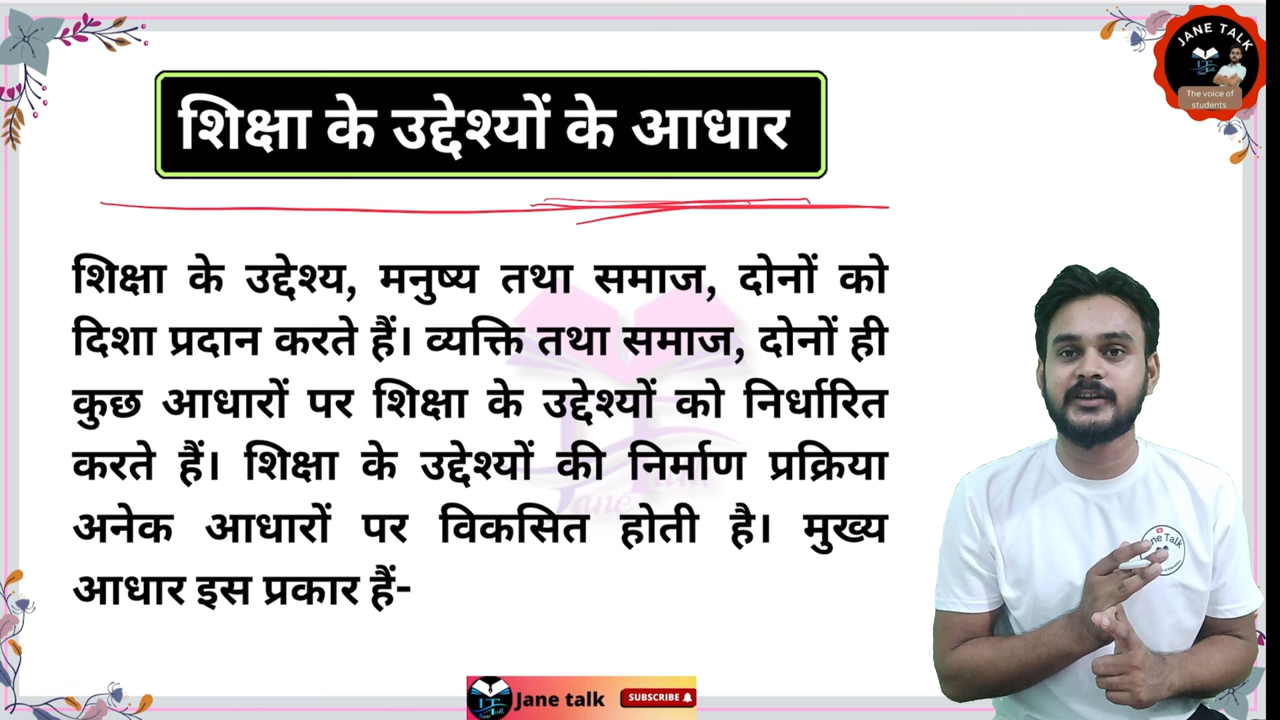 शिक्षा के उद्देश्यों के आधार
JANE TALK
The voice of
students
शिक्षा के उद्देश्य, मनुष्य तथा समाज, दोनों को
दिशा प्रदान करते हैं। व्यक्ति तथा समाज, दोनों ही
कुछ आधारों पर शिक्षा के उद्देश्यों को निर्धारित
करते हैं। शिक्षा के उद्देश्यों की निर्माण प्रक्रिया
अनेक आधारों पर विकसित होती है। मुख्य
आधार इस प्रकार हैं-
Jane talk
SUBSCRIBE